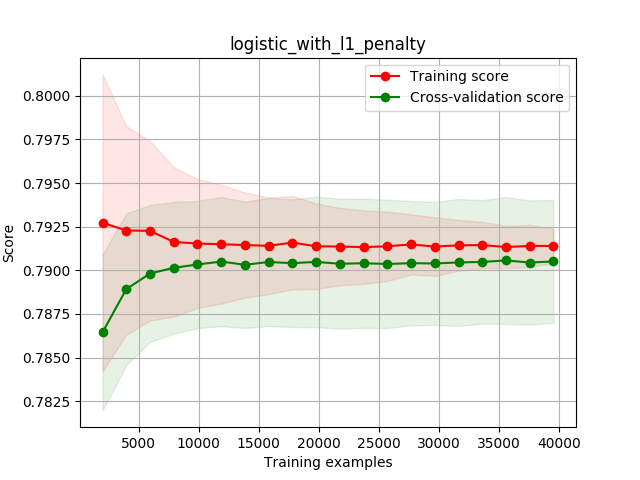 logistic_with_l1_penalty
Training score
Cross-validation score
0.8000
0.7975
0.7950
0.7925
0.7900
0.7875
0.7850
0.7825
Score
5000 10000 15000 20000 25000 30000 35000 40000
Training examples